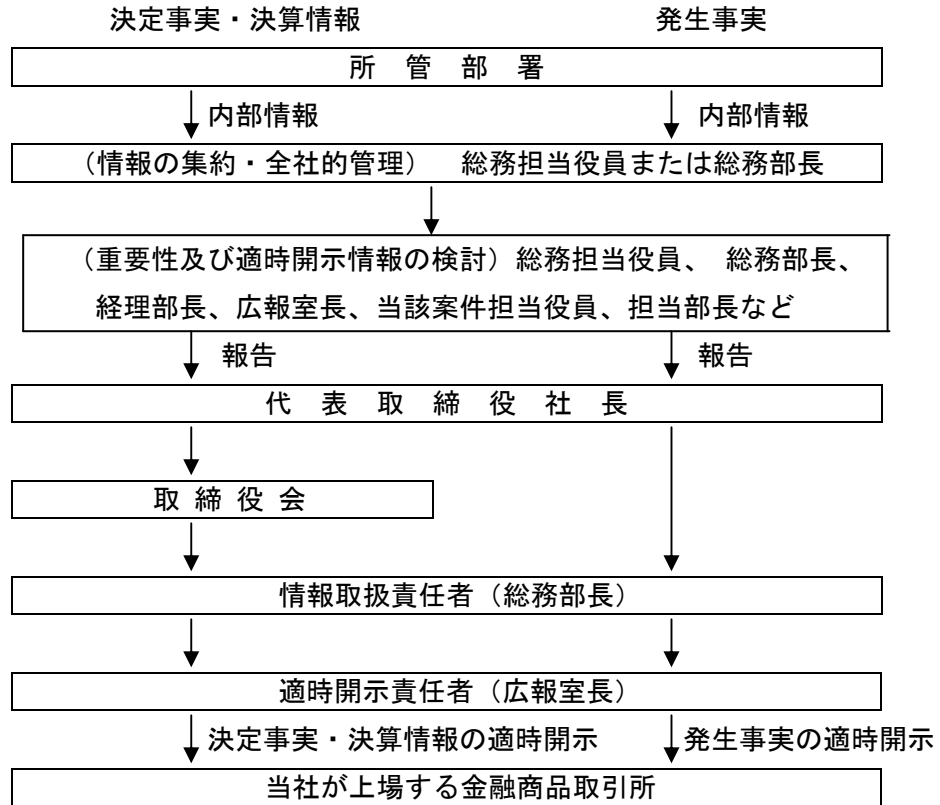 決定事実・決算情報 発生事実
所管部署
内部情報 内部情報
(情報の集約・全社的管理) 総務担当役員または総務部長
(重要性及び適時開示情報の検討)総務担当役員、 総務部長、
経理部長、広報室長、当該案件担当役員、担当部長など
報告 報告
代表取締役社長
取締役会
情報取扱責任者(総務部長)
適時開示責任者(広報室長)
決定事実・決算情報の適時開示 発生事実の適時開示
当社が上場する金融商品取引所